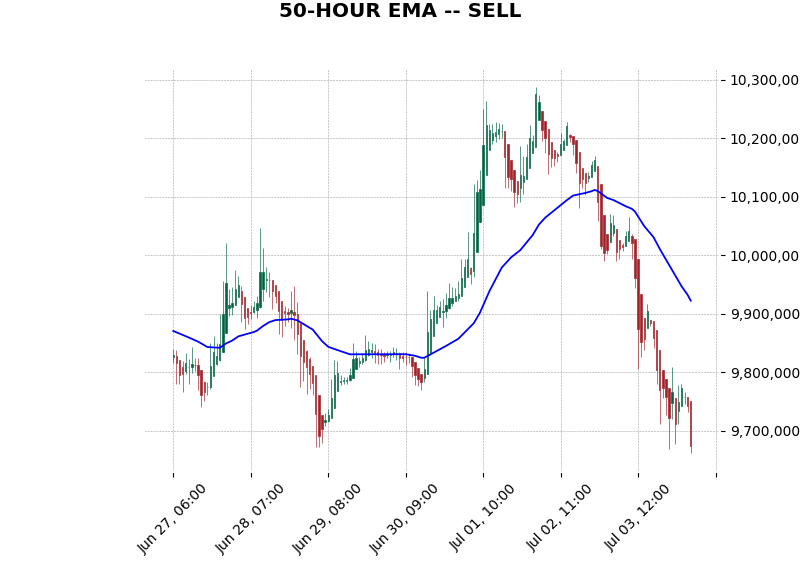 50-HOUR EMA -- SELL
10,300,00
10,200,00
10,100,00
10,000,00
9,900,000
9,800,000
9,700,000
Jun 27, 06:00
Jun 28, 07:00
Jun 29, 08:00
Jun 30, 09:00
Jul 01, 10:00
Jul 02, 11:00
Jul 03, 12:00